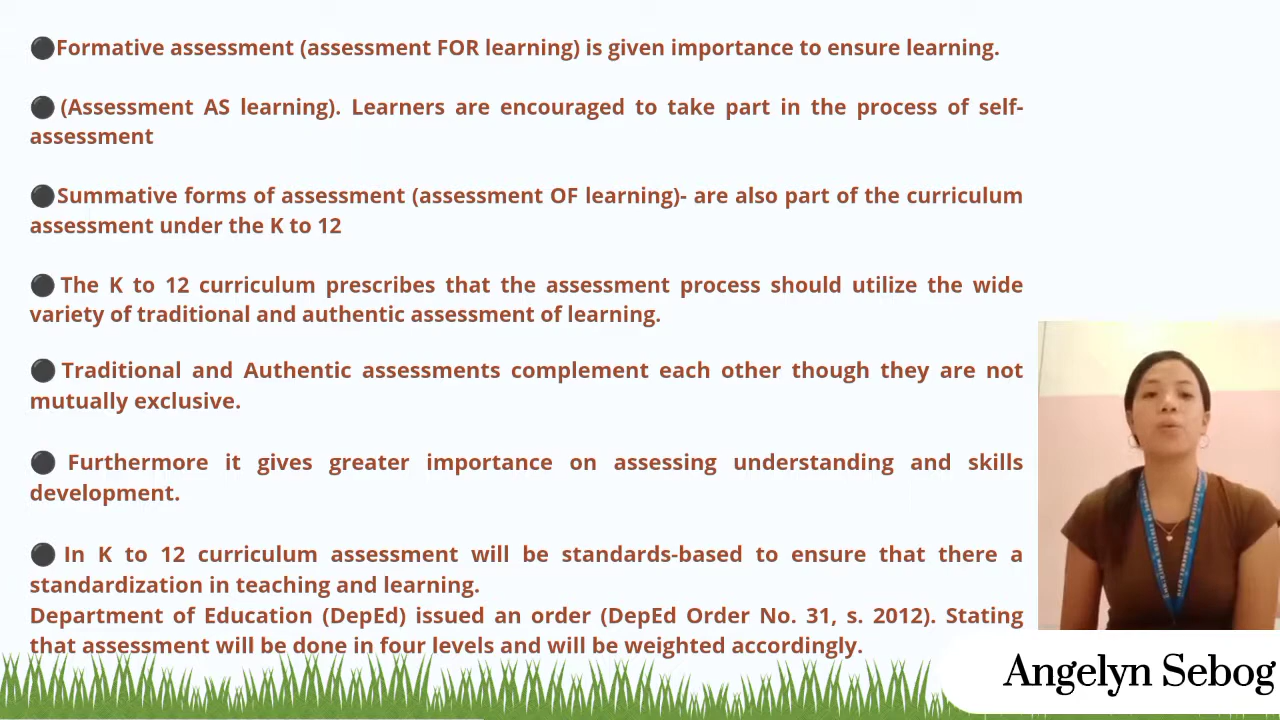 ●Formative assessment (assessment FOR learning) is given importance to ensure learning.
●(Assessment AS learning). Learners are encouraged to take part in the process of self-
assessment
●Summative forms of assessment (assessment OF learning)- are also part of the curriculum
assessment under the K to 12
●The K to 12 curriculum prescribes that the assessment process should utilize the wide
variety of traditional and authentic assessment of learning.
●Traditional and Authentic assessments complement each other though they are not
mutually exclusive.
● Furthermore it gives greater importance on assessing understanding and skills
development.
●In K to 12 curriculum assessment will be standards-based to ensure that there a
standardization in teaching and learning.
Department of Education (DepEd) issued an order (DepEd Order No. 31, s. 2012). Stating
that assessment will be done in four levels and will be weighted accordingly.
Angelyn Sebog